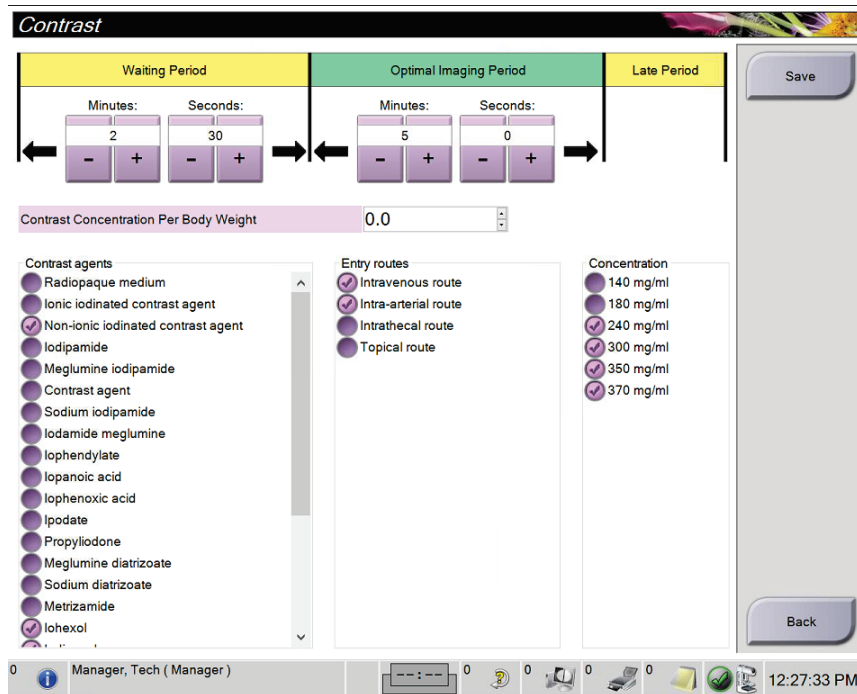 Contrast
Waiting Period
Optimal Imaging Period
Late Period
Save
Minutes:
Seconds:
Minutes:
Seconds:
2
30
5
0
-
+
-
+
-
+
-
+
Contrast Concentration Per Body Weight
0.0
Contrast agents
Radiopaque medium
Ionic iodinated contrast agent
Non-ionic iodinated contrast agent
Iodipamide
Meglumine iodipamide
Contrast agent
Sodium iodipamide
Iodamide meglumine
Iophendylate
Iopanoic acid
Iophenoxic acid
Ipodate
Propyliodone
Meglumine diatrizoate
Sodium diatrizoate
Metrizamide
Iohexol
Entry routes
Intravenous route
Intra-arterial route
Intrathecal route
Topical route
Concentration
140 mg/ml
180 mg/ml
240 mg/ml
300 mg/ml
350 mg/ml
370 mg/ml
Back
0
Manager, Tech ( Manager )
--:--
0
0
0
0
12:27:33 PM